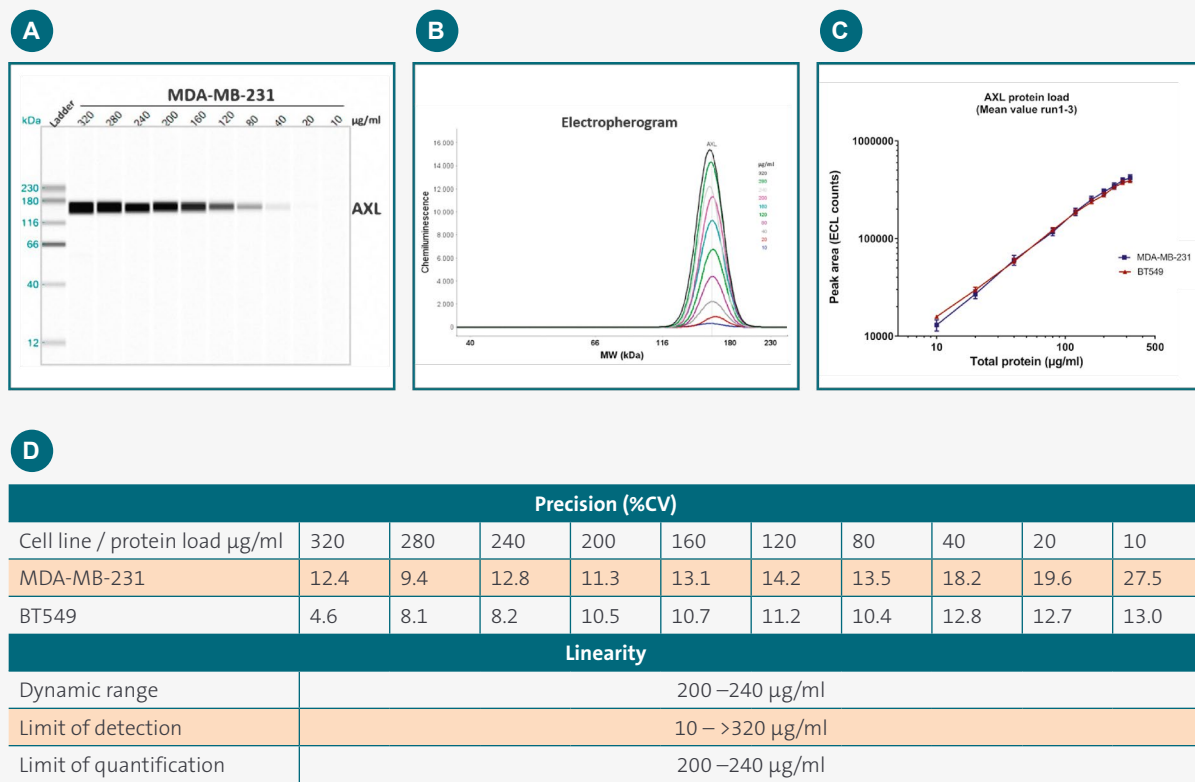 A
B
C
MDA-MB-231
kDa
Ladder
320
280
240
200
160
120
80
40
20
10
µg/ml
230
180
116
66
40
12
AXL
Electropherogram
Chemiluminescence
16 000
14 000
12 000
10 000
8 000
6 000
4 000
2 000
0
AXL
µg/ml
320
280
240
200
160
120
80
40
20
10
40
66
116
180
230
MW (kDa)
AXL protein load
(Mean value run1-3)
Peak area (ECL counts)
1000000
100000
10000
10
100
500
Total protein (µg/ml)
MDA-MB-231
BT549
D
Precision (%CV)
Cell line / protein load µg/ml 320 280 240 200 160 120 80 40 20 10
MDA-MB-231 12.4 9.4 12.8 11.3 13.1 14.2 13.5 18.2 19.6 27.5
BT549 4.6 8.1 8.2 10.5 10.7 11.2 10.4 12.8 12.7 13.0
Linearity
Dynamic range 200 –240 µg/ml
Limit of detection 10 – >320 µg/ml
Limit of quantification 200–240 µg/ml